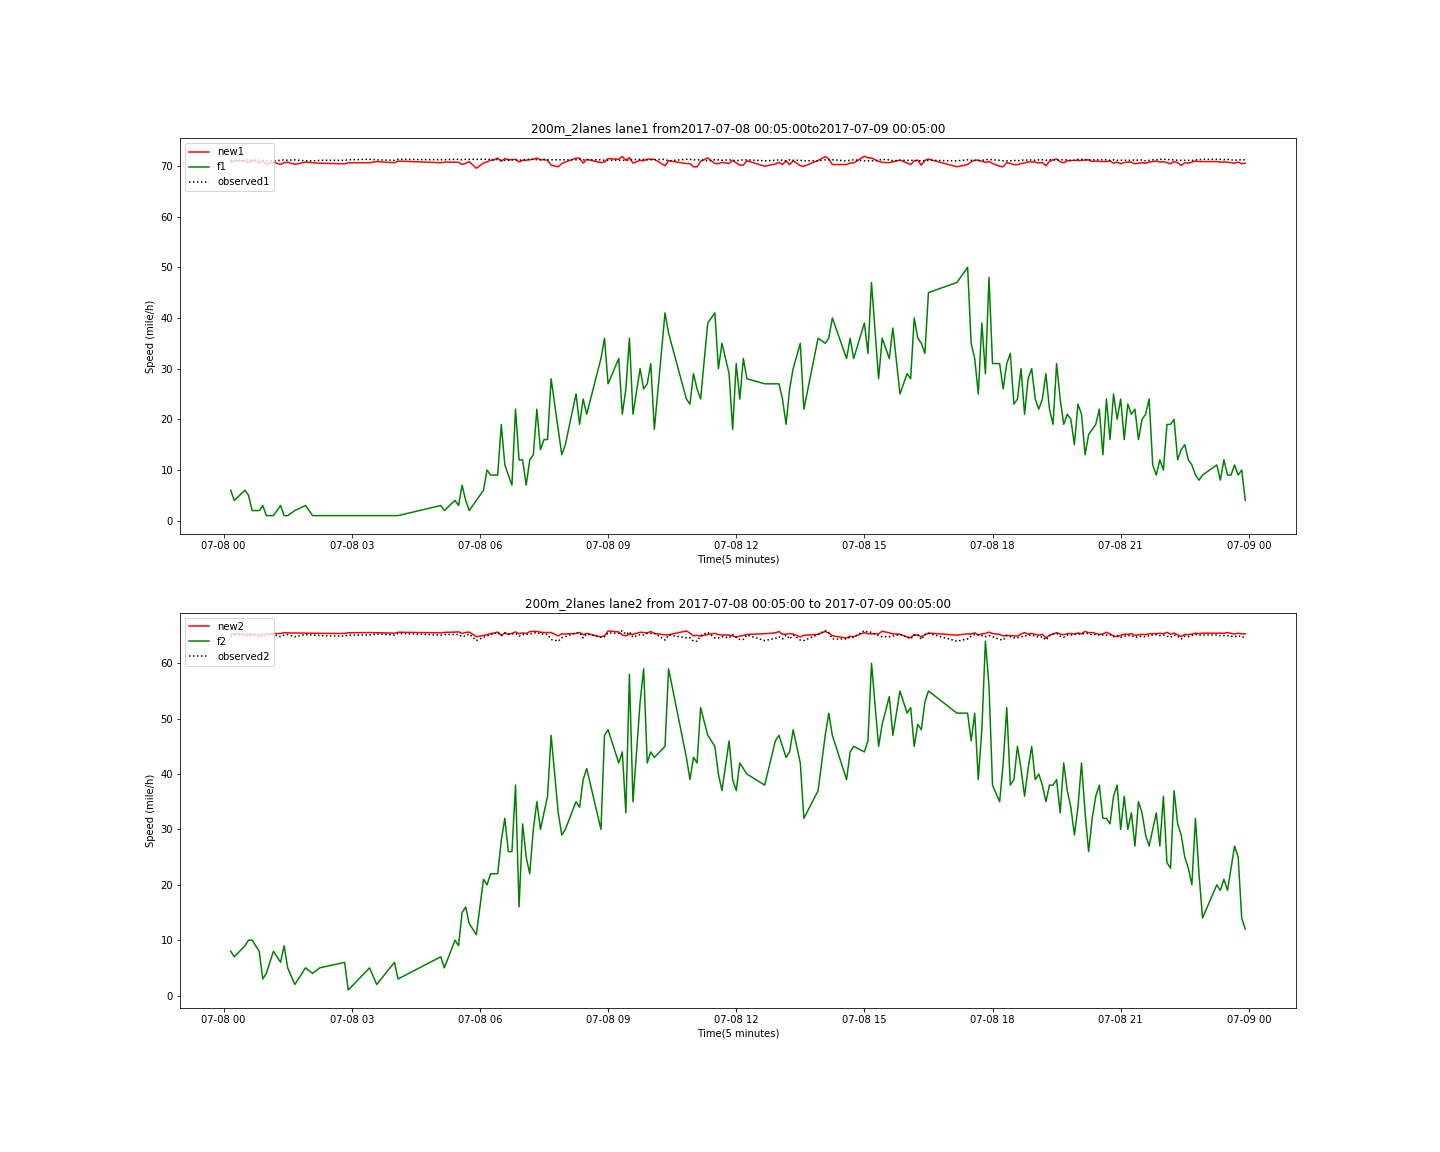 200m_2lanes lane1 from2017-07-08 00:05:00to2017-07-09 00:05:00
new1
f1
observed1
Speed (mile/h)
70
60
50
40
30
20
10
0
07-08 00 07-08 03 07-08 06 07-08 09 07-08 12 07-08 15 07-08 18 07-08 21 07-09 00
Time(5 minutes)
200m_2lanes lane2 from 2017-07-08 00:05:00 to 2017-07-09 00:05:00
new2
f2
observed2
Speed (mile/h)
60
50
40
30
20
10
0
07-08 00 07-08 03 07-08 06 07-08 09 07-08 12 07-08 15 07-08 18 07-08 21 07-09 00
Time(5 minutes)